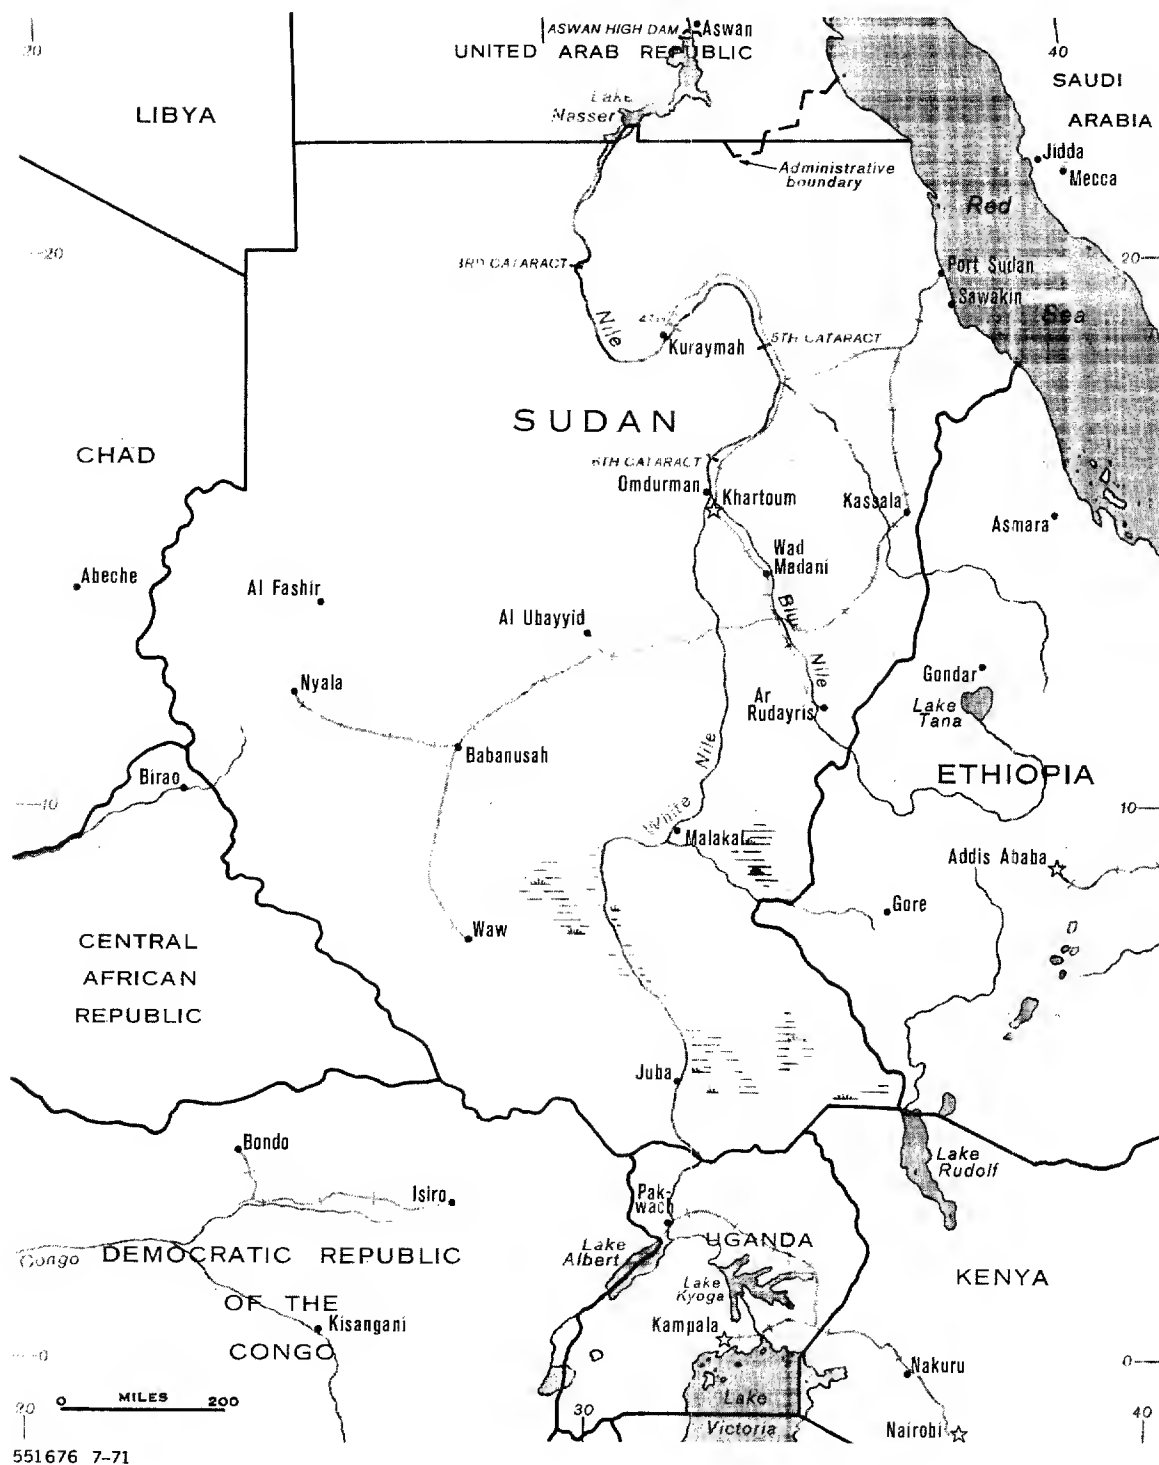 20
ASWAN HIGH DAM
Aswan
UNITED ARAB REPUBLIC
40
SAUDI
ARABIA
LIBYA
Lake
Nasser
Administrative
boundary
Jidda
Mecca
Red
Sea
20
20
3RD CATARACT
Port Sudan
Sawakin
Nile
4TH
Kuraymah
5TH CATARACT
SUDAN
CHAD
6TH CATARACT
Omdurman
Khartoum
Kassala
Asmara
Wad
Madani
Abeche
Al Fashir
Al Ubayyid
Blue
Nile
Nyala
Ar
Rudayris
Gondar
Lake
Tana
Babanusah
Nile
White
Birao
ETHIOPIA
10
10
Malakal
Addis Ababa
Gore
Waw
CENTRAL
AFRICAN
REPUBLIC
Juba
Bondo
Isiro
Lake
Rudolf
Pak-
wach
Congo
DEMOCRATIC REPUBLIC
OF THE
CONGO
Lake
Albert
UGANDA
Lake
Kyoga
KENYA
Kisangani
Kampala
0
0
Nakuru
Lake
Victoria
Nairobi
0 MILES 200
20
30
40
551676 7-71